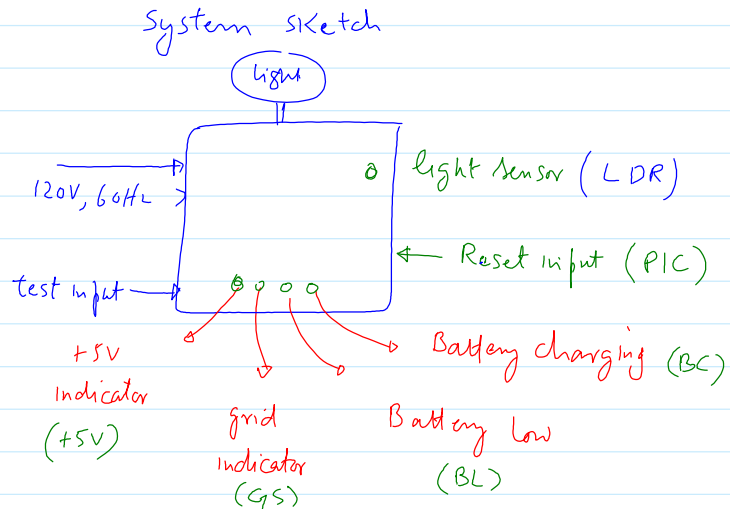 System sketch
light
light sensor (LDR)
120V, 60Hz
Reset input (PIC)
test input
+5V
indicator
(+5V)
grid
indicator
(GS)
Battery charging (BC)
Battery low
(BL)